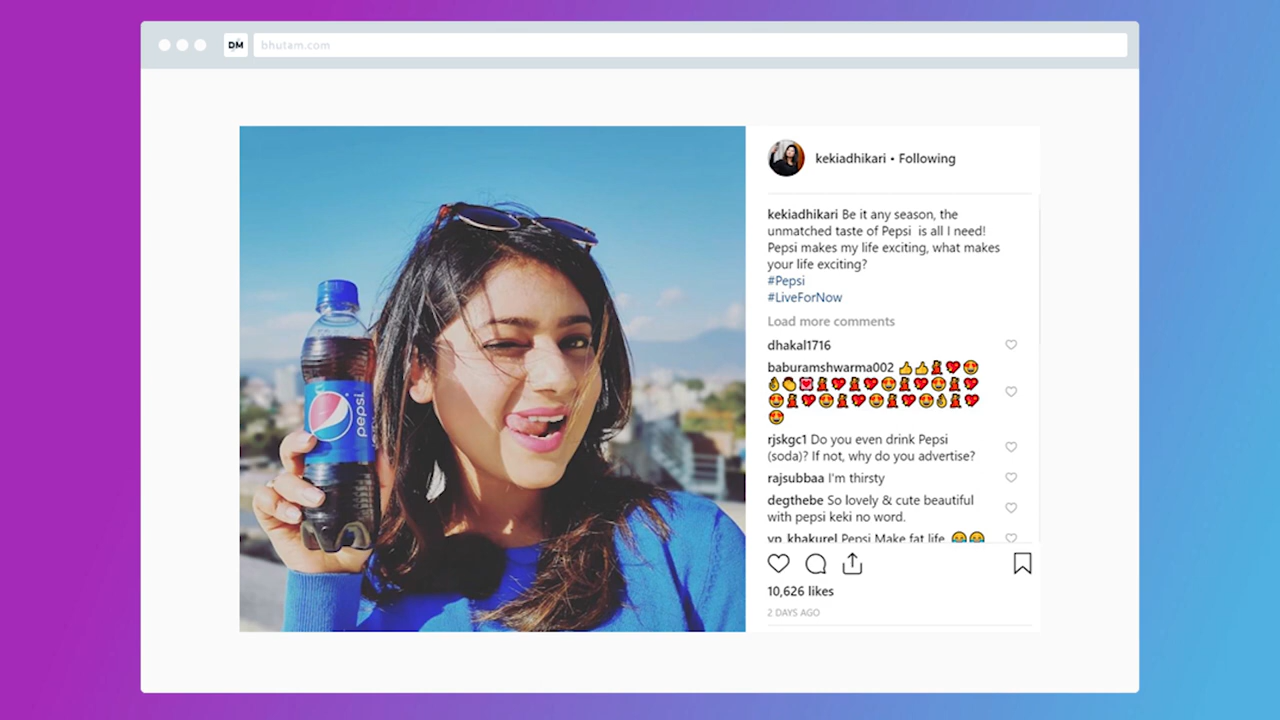 DM bhutam.com
kekiadhikari • Following
kekiadhikari Be it any season, the
unmatched taste of Pepsi is all I need!
Pepsi makes my life exciting, what makes
your life exciting?
#Pepsi
#LiveForNow
Load more comments
dhakal1716
baburamshwarma002 👍👍💃💖😍
👌👏💟💃💖💃💖😍💃💖😍💃💖
😍💃💖😍💃💖😍💃💖😍👌💃💖
😍
rjskgc1 Do you even drink Pepsi
(soda)? If not, why do you advertise?
rajsubbaa I'm thirsty
degthebe So lovely & cute beautiful
with pepsi keki no word.
vn_khakurel Pepsi Make fat life 😂😂
10,626 likes
2 DAYS AGO
pepsi